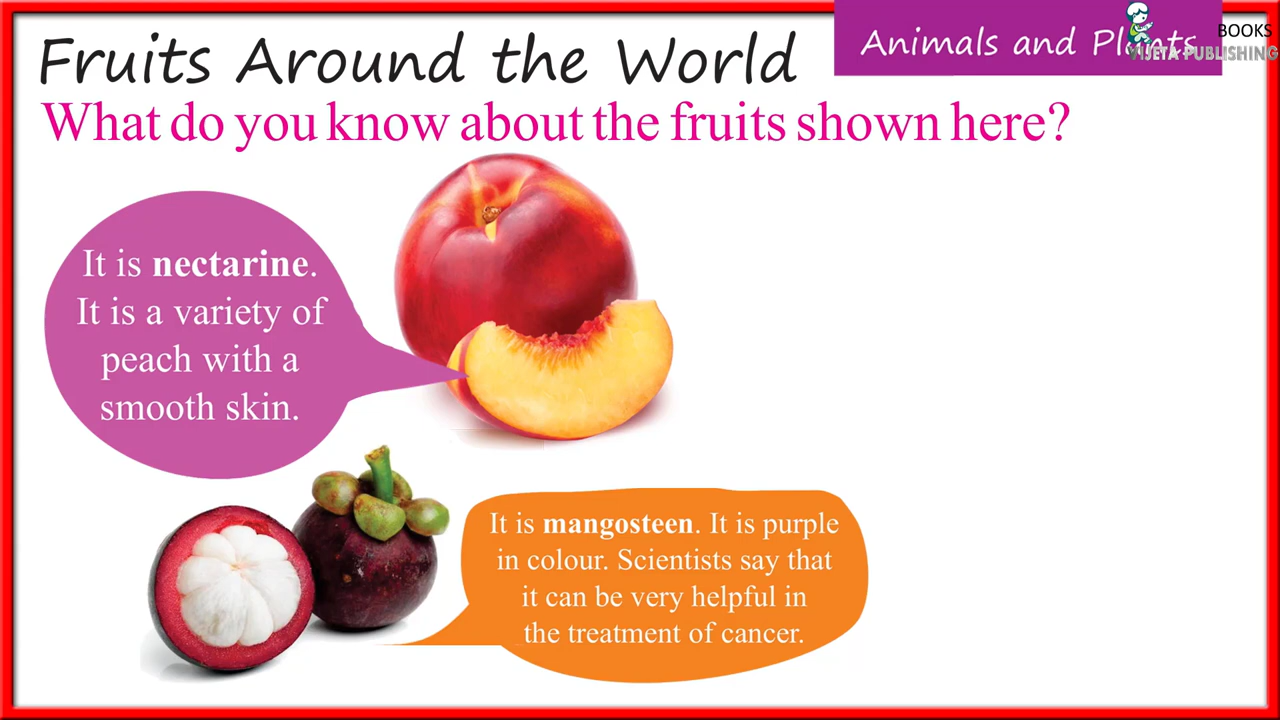 Fruits Around the World
Animals and Plants
BOOKS
VIJETA PUBLISHING
What do you know about the fruits shown here?
It is nectarine.
It is a variety of
peach with a
smooth skin.
It is mangosteen. It is purple
in colour. Scientists say that
it can be very helpful in
the treatment of cancer.